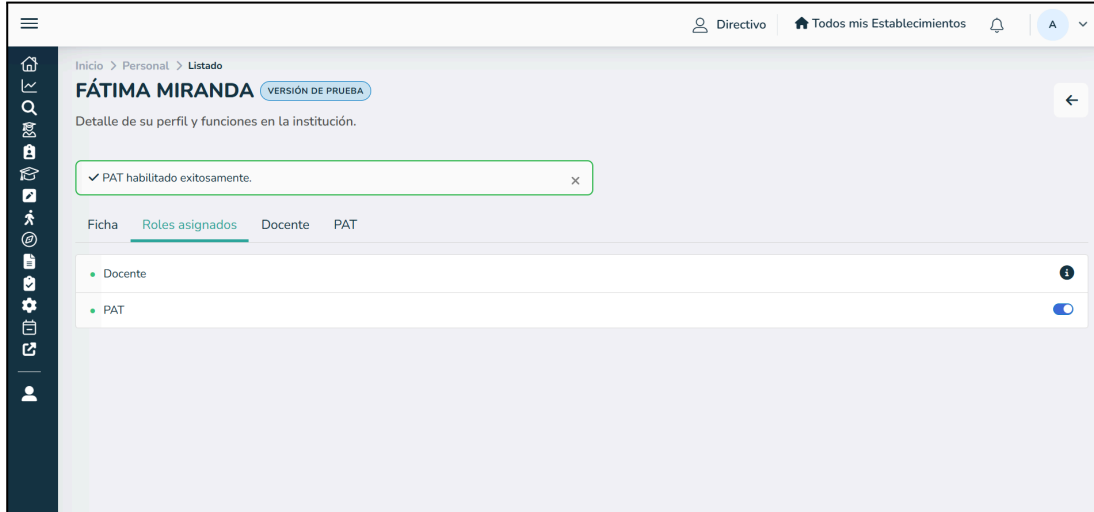 Directivo
Todos mis Establecimientos
A
Inicio > Personal > Listado
FÁTIMA MIRANDA VERSIÓN DE PRUEBA
Detalle de su perfil y funciones en la institución.
PAT habilitado exitosamente.
Ficha Roles asignados Docente PAT
Docente
PAT